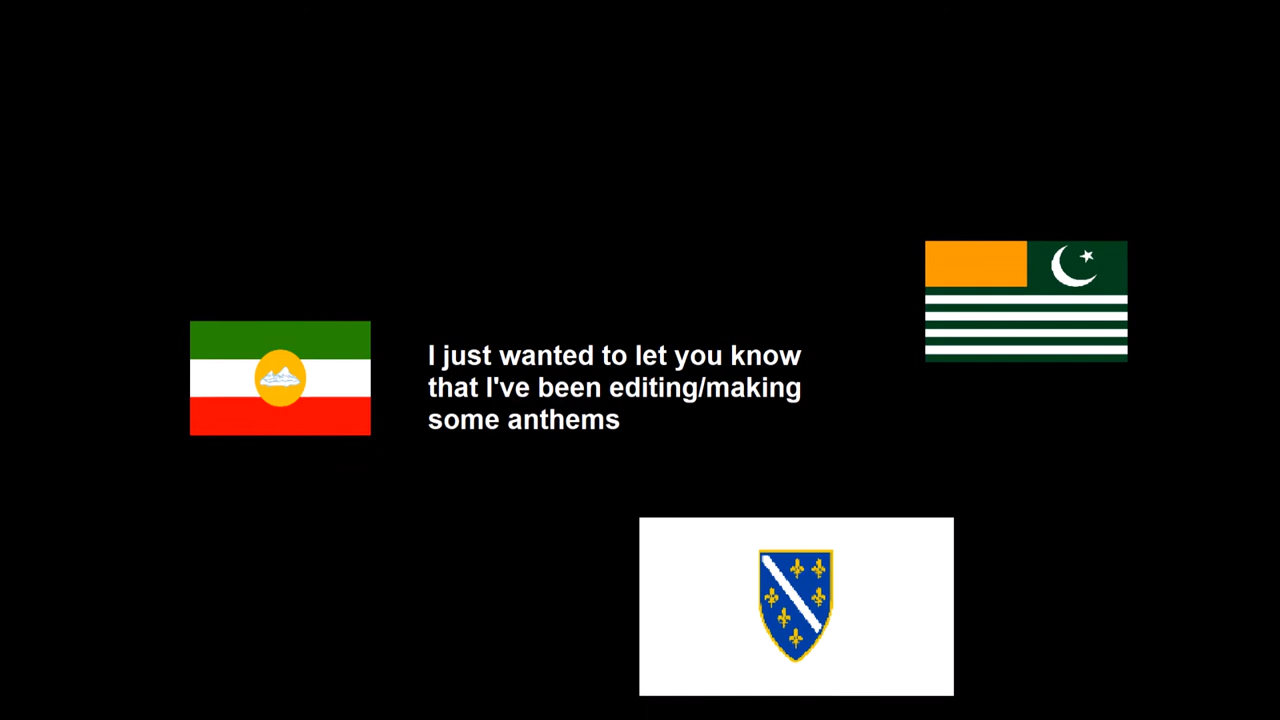 I just wanted to let you know
that I've been editing/making
some anthems